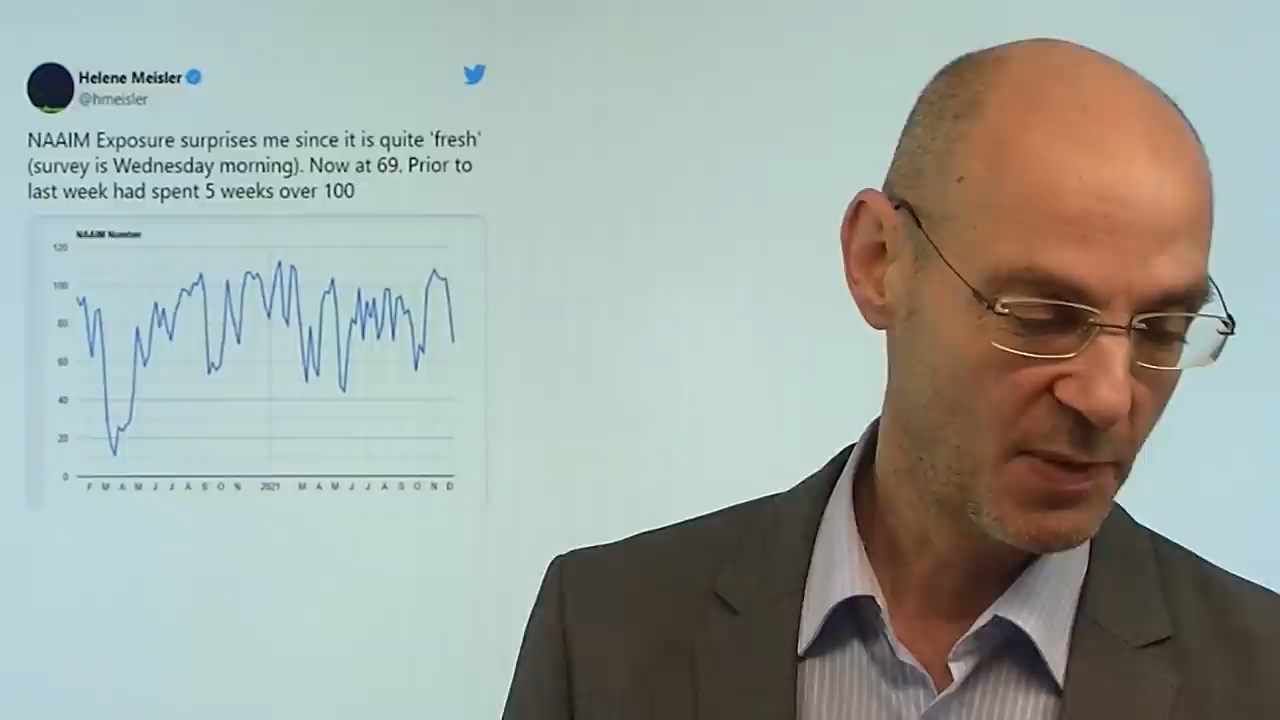 Helene Meisler
@hmeisler
NAAIM Exposure surprises me since it is quite 'fresh'
(survey is Wednesday morning). Now at 69. Prior to
last week had spent 5 weeks over 100
NAAIM Number
120
100
80
60
40
20
0
F M A M J J A S O N 2021 M A M J J A S O N D